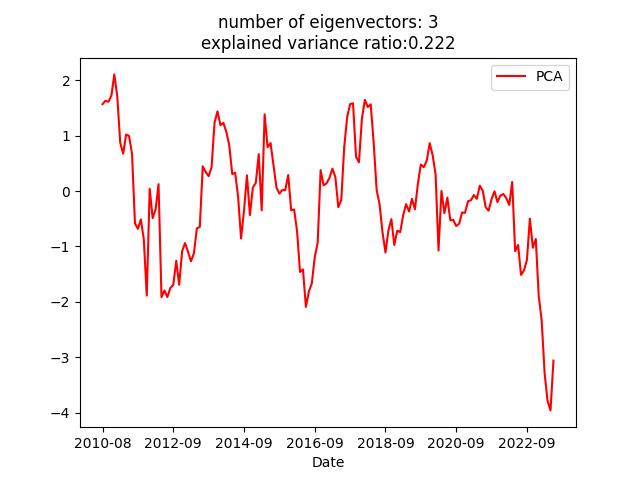 number of eigenvectors: 3
explained variance ratio:0.222
PCA
2
1
0
−1
−2
−3
−4
2010-08 2012-09 2014-09 2016-09 2018-09 2020-09 2022-09
Date